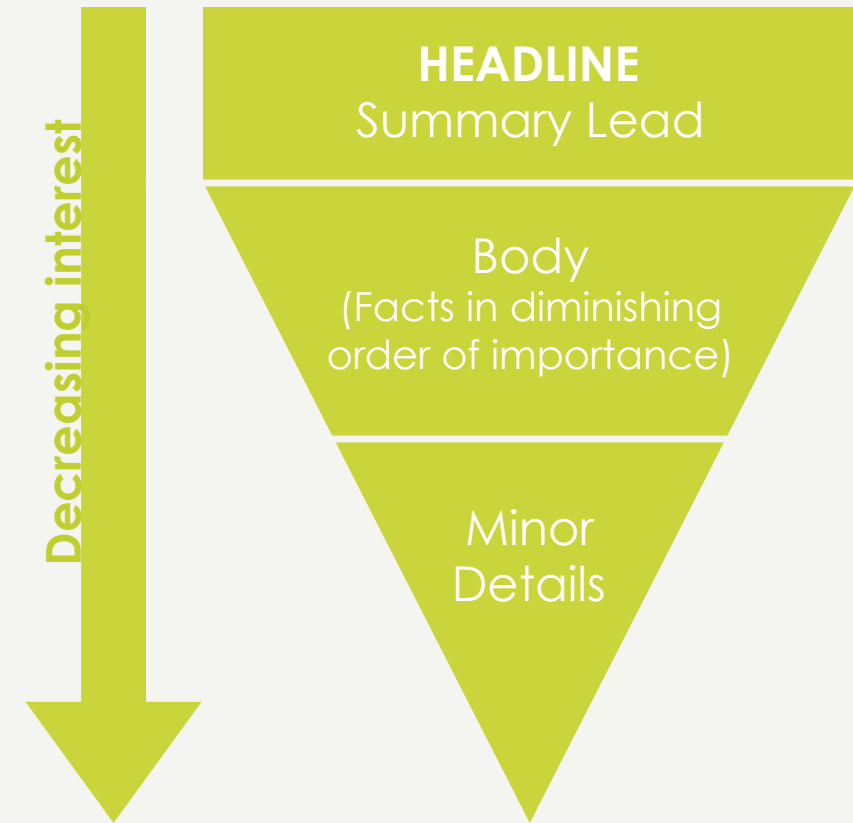 Decreasing interest
HEADLINE
Summary Lead
Body
(Facts in diminishing
order of importance)
Minor
Details